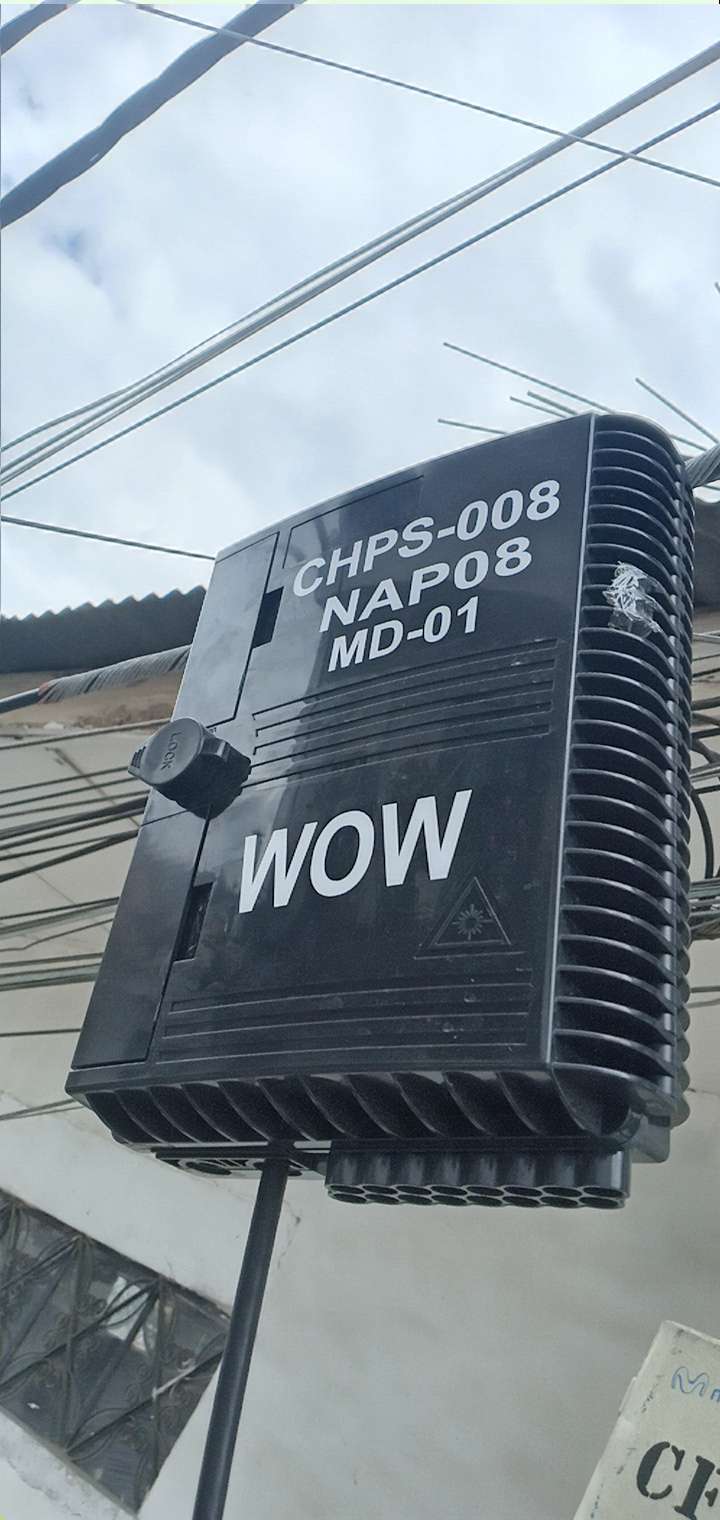 CHPS-008
NAP08
MD-01
LOCK
WOW